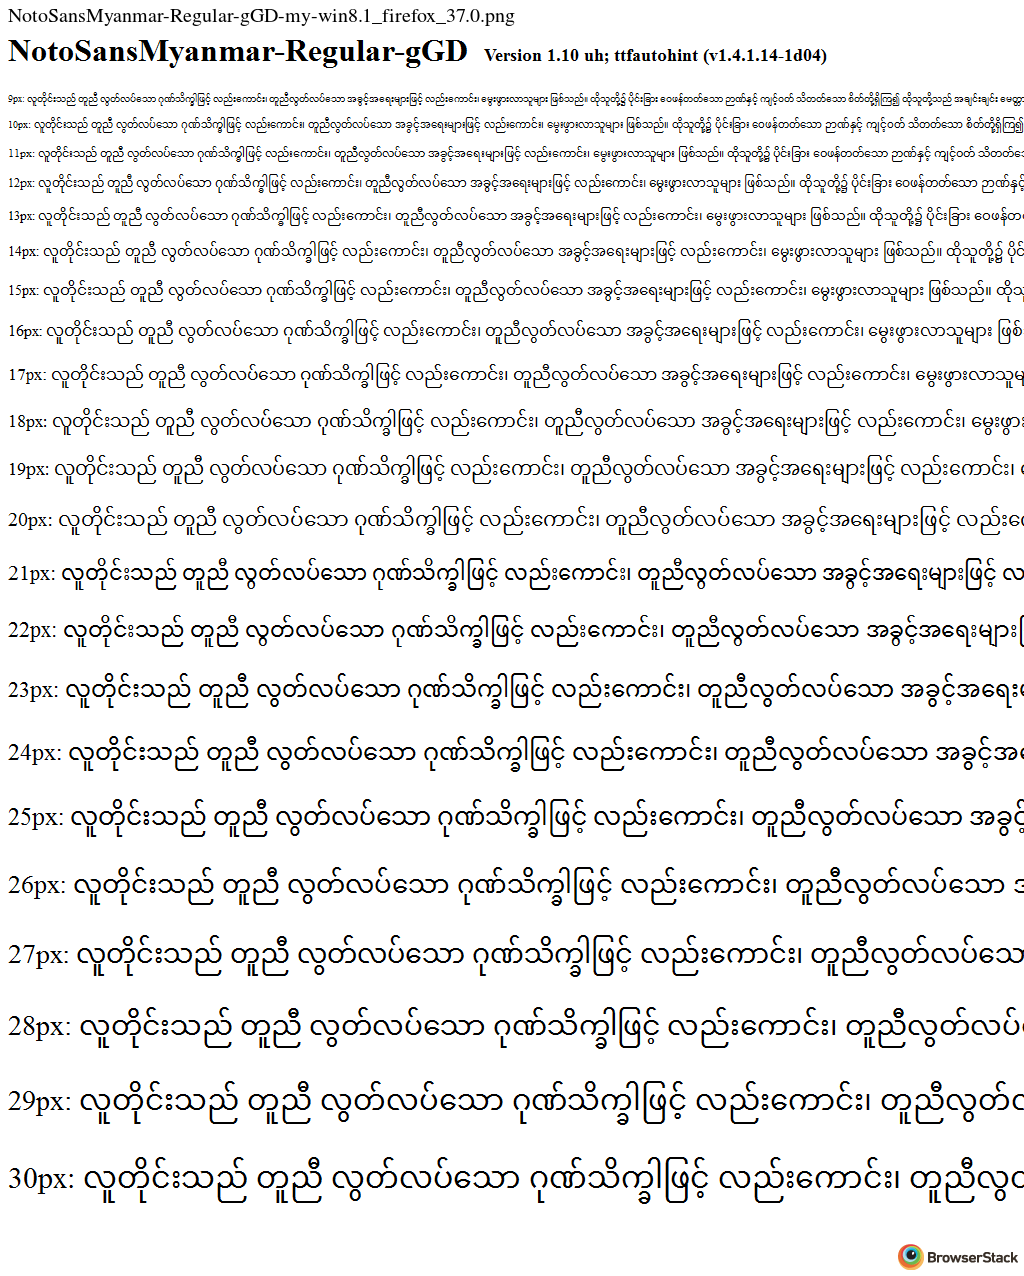 NotoSansMyanmar-Regular-gGD-my-win8.1_firefox_37.0.png
NotoSansMyanmar-Regular-gGD Version 1.10 uh; ttfautohint (v1.4.1.14-1d04)
9px: လူတိုင်းသည် တူညီ လွတ်လပ်သော ဂုဏ်သိက္ခါဖြင့် လည်းကောင်း၊ တူညီလွတ်လပ်သော အခွင့်အရေးများဖြင့် လည်းကောင်း၊ မွေးဖွားလာသူများ ဖြစ်သည်။ ထိုသူတို့၌ ပိုင်းခြား ဝေဖန်တတ်သော ဉာဏ်နှင့် ကျင့်ဝတ် သိတတ်သော စိတ်တို့ရှိကြ၍ ထိုသူတို့သည် အချင်းချင်း မေတ္တာ
10px: လူတိုင်းသည် တူညီ လွတ်လပ်သော ဂုဏ်သိက္ခါဖြင့် လည်းကောင်း၊ တူညီလွတ်လပ်သော အခွင့်အရေးများဖြင့် လည်းကောင်း၊ မွေးဖွားလာသူများ ဖြစ်သည်။ ထိုသူတို့၌ ပိုင်းခြား ဝေဖန်တတ်သော ဉာဏ်နှင့် ကျင့်ဝတ် သိတတ်သော စိတ်တို့ရှိကြ၍
11px: လူတိုင်းသည် တူညီ လွတ်လပ်သော ဂုဏ်သိက္ခါဖြင့် လည်းကောင်း၊ တူညီလွတ်လပ်သော အခွင့်အရေးများဖြင့် လည်းကောင်း၊ မွေးဖွားလာသူများ ဖြစ်သည်။ ထိုသူတို့၌ ပိုင်းခြား ဝေဖန်တတ်သော ဉာဏ်နှင့် ကျင့်ဝတ် သိတတ်သေ
12px: လူတိုင်းသည် တူညီ လွတ်လပ်သော ဂုဏ်သိက္ခါဖြင့် လည်းကောင်း၊ တူညီလွတ်လပ်သော အခွင့်အရေးများဖြင့် လည်းကောင်း၊ မွေးဖွားလာသူများ ဖြစ်သည်။ ထိုသူတို့၌ ပိုင်းခြား ဝေဖန်တတ်သော ဉာဏ်နှင့်
13px: လူတိုင်းသည် တူညီ လွတ်လပ်သော ဂုဏ်သိက္ခါဖြင့် လည်းကောင်း၊ တူညီလွတ်လပ်သော အခွင့်အရေးများဖြင့် လည်းကောင်း၊ မွေးဖွားလာသူများ ဖြစ်သည်။ ထိုသူတို့၌ ပိုင်းခြား ဝေဖန်တ
14px: လူတိုင်းသည် တူညီ လွတ်လပ်သော ဂုဏ်သိက္ခါဖြင့် လည်းကောင်း၊ တူညီလွတ်လပ်သော အခွင့်အရေးများဖြင့် လည်းကောင်း၊ မွေးဖွားလာသူများ ဖြစ်သည်။ ထိုသူတို့၌ ပိုင်
15px: လူတိုင်းသည် တူညီ လွတ်လပ်သော ဂုဏ်သိက္ခါဖြင့် လည်းကောင်း၊ တူညီလွတ်လပ်သော အခွင့်အရေးများဖြင့် လည်းကောင်း၊ မွေးဖွားလာသူများ ဖြစ်သည်။ ထိုသူ
16px: လူတိုင်းသည် တူညီ လွတ်လပ်သော ဂုဏ်သိက္ခါဖြင့် လည်းကောင်း၊ တူညီလွတ်လပ်သော အခွင့်အရေးများဖြင့် လည်းကောင်း၊ မွေးဖွားလာသူများ ဖြစ်
17px: လူတိုင်းသည် တူညီ လွတ်လပ်သော ဂုဏ်သိက္ခါဖြင့် လည်းကောင်း၊ တူညီလွတ်လပ်သော အခွင့်အရေးများဖြင့် လည်းကောင်း၊ မွေးဖွားလာသူမ
18px: လူတိုင်းသည် တူညီ လွတ်လပ်သော ဂုဏ်သိက္ခါဖြင့် လည်းကောင်း၊ တူညီလွတ်လပ်သော အခွင့်အရေးများဖြင့် လည်းကောင်း၊ မွေးဖွား
19px: လူတိုင်းသည် တူညီ လွတ်လပ်သော ဂုဏ်သိက္ခါဖြင့် လည်းကောင်း၊ တူညီလွတ်လပ်သော အခွင့်အရေးများဖြင့် လည်းကောင်း၊
20px: လူတိုင်းသည် တူညီ လွတ်လပ်သော ဂုဏ်သိက္ခါဖြင့် လည်းကောင်း၊ တူညီလွတ်လပ်သော အခွင့်အရေးများဖြင့် လည်းကေ
21px: လူတိုင်းသည် တူညီ လွတ်လပ်သော ဂုဏ်သိက္ခါဖြင့် လည်းကောင်း၊ တူညီလွတ်လပ်သော အခွင့်အရေးများဖြင့် လ
22px: လူတိုင်းသည် တူညီ လွတ်လပ်သော ဂုဏ်သိက္ခါဖြင့် လည်းကောင်း၊ တူညီလွတ်လပ်သော အခွင့်အရေးများ
23px: လူတိုင်းသည် တူညီ လွတ်လပ်သော ဂုဏ်သိက္ခါဖြင့် လည်းကောင်း၊ တူညီလွတ်လပ်သော အခွင့်အရေး
24px: လူတိုင်းသည် တူညီ လွတ်လပ်သော ဂုဏ်သိက္ခါဖြင့် လည်းကောင်း၊ တူညီလွတ်လပ်သော အခွင့်အ
25px: လူတိုင်းသည် တူညီ လွတ်လပ်သော ဂုဏ်သိက္ခါဖြင့် လည်းကောင်း၊ တူညီလွတ်လပ်သော အခွင့်
26px: လူတိုင်းသည် တူညီ လွတ်လပ်သော ဂုဏ်သိက္ခါဖြင့် လည်းကောင်း၊ တူညီလွတ်လပ်သော
27px: လူတိုင်းသည် တူညီ လွတ်လပ်သော ဂုဏ်သိက္ခါဖြင့် လည်းကောင်း၊ တူညီလွတ်လပ်သော
28px: လူတိုင်းသည် တူညီ လွတ်လပ်သော ဂုဏ်သိက္ခါဖြင့် လည်းကောင်း၊ တူညီလွတ်လပ်
29px: လူတိုင်းသည် တူညီ လွတ်လပ်သော ဂုဏ်သိက္ခါဖြင့် လည်းကောင်း၊ တူညီလွတ်လ
30px: လူတိုင်းသည် တူညီ လွတ်လပ်သော ဂုဏ်သိက္ခါဖြင့် လည်းကောင်း၊ တူညီလွတ
BrowserStack